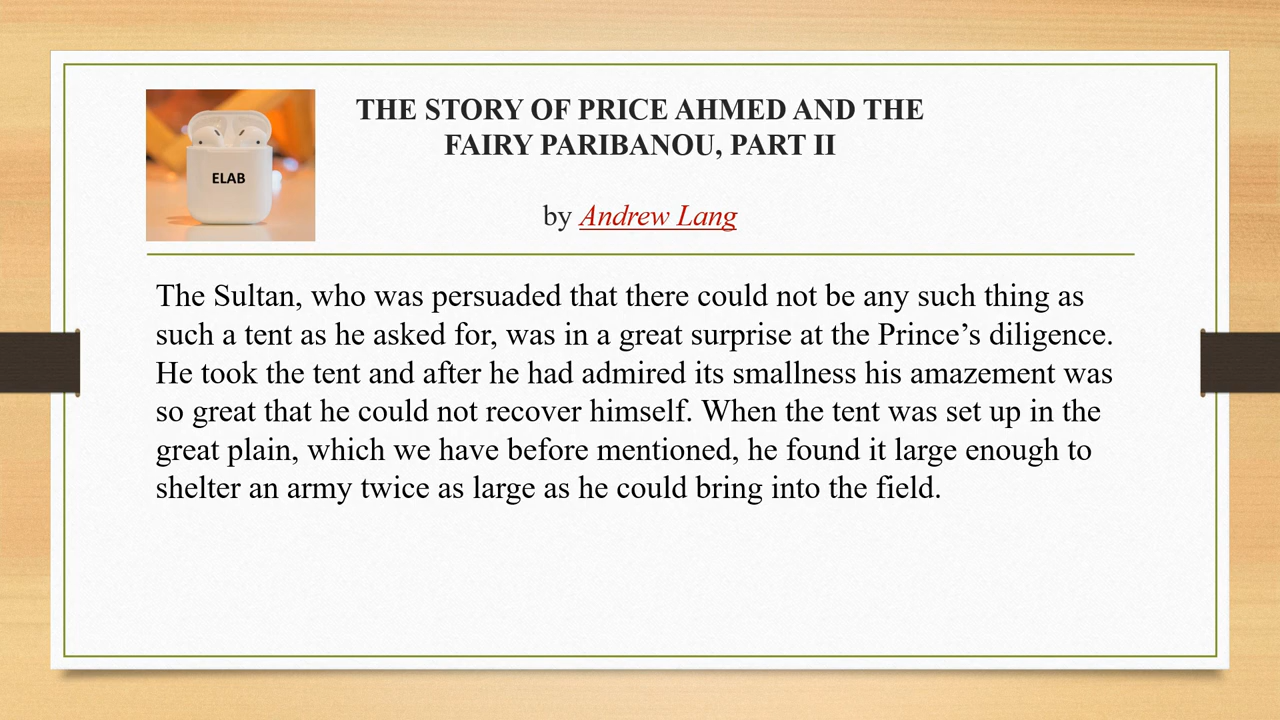 ELAB
THE STORY OF PRICE AHMED AND THE
FAIRY PARIBANOU, PART II
by Andrew Lang
The Sultan, who was persuaded that there could not be any such thing as
such a tent as he asked for, was in a great surprise at the Prince’s diligence.
He took the tent and after he had admired its smallness his amazement was
so great that he could not recover himself. When the tent was set up in the
great plain, which we have before mentioned, he found it large enough to
shelter an army twice as large as he could bring into the field.